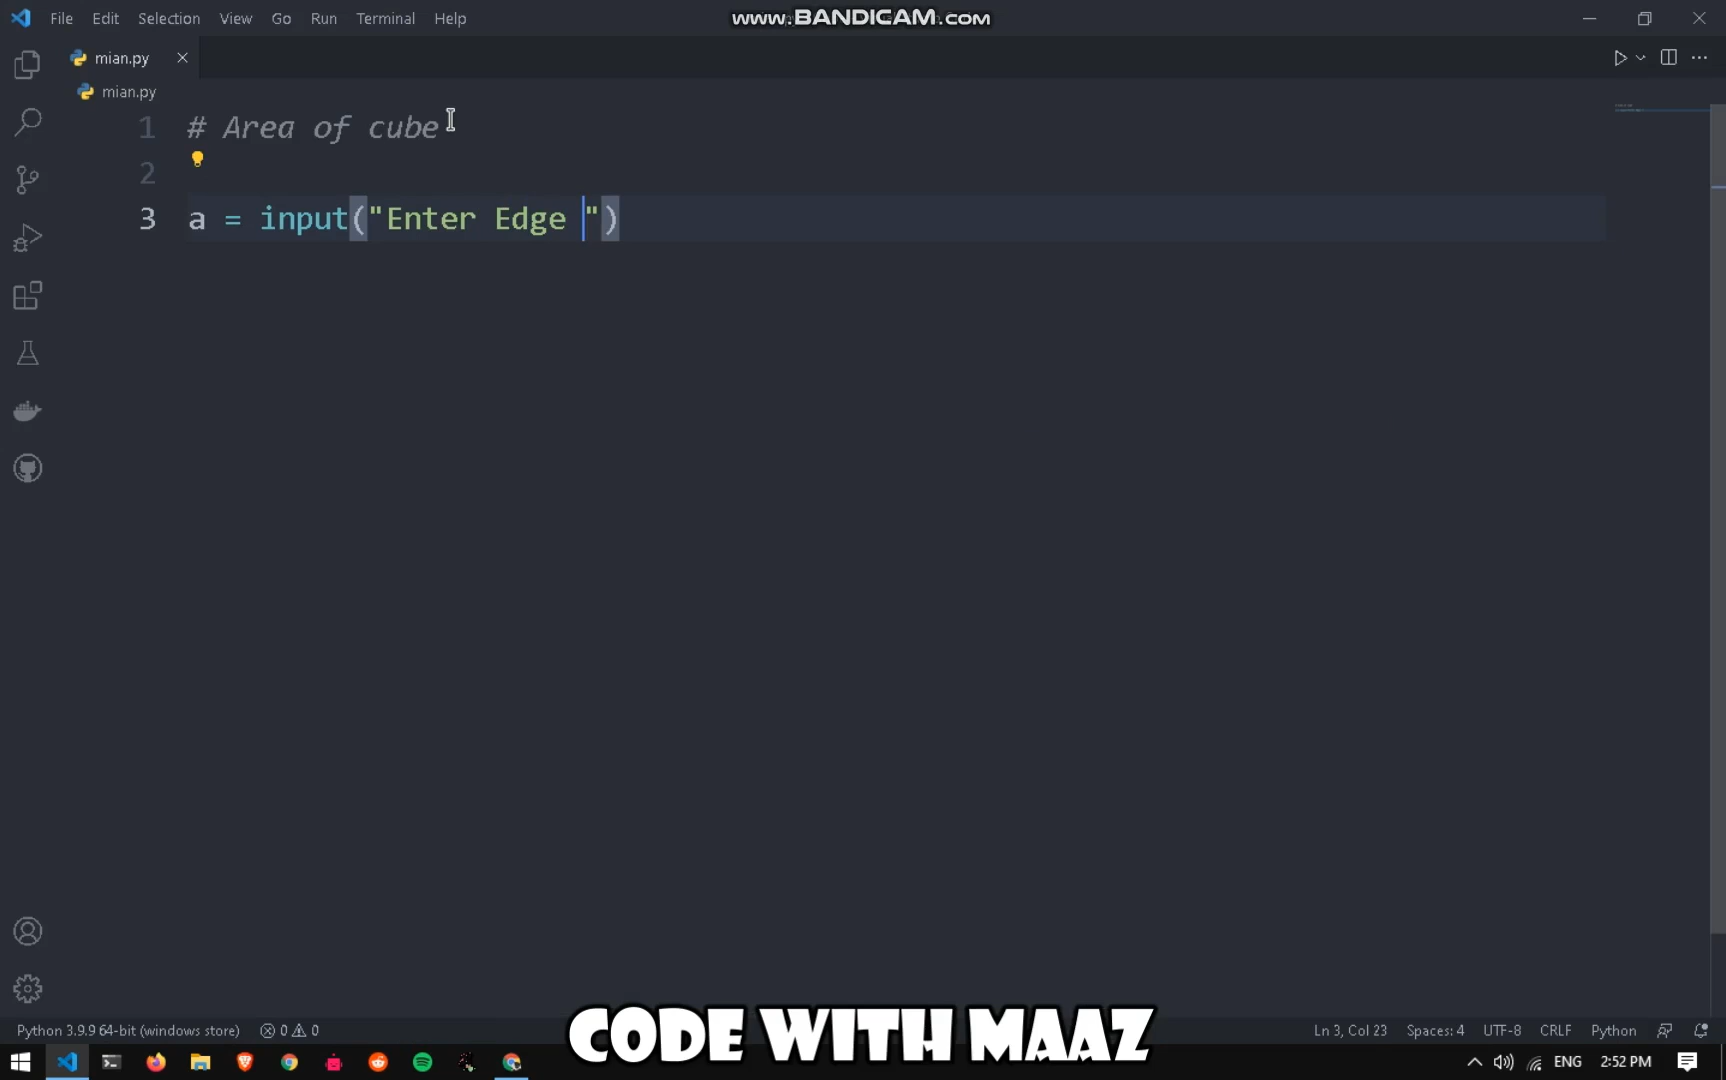 File Edit Selection View Go Run Terminal Help
www.BANDICAM.com
mian.py
mian.py
1 # Area of cube
2
3 a = input("Enter Edge ")
Python 3.9.9 64-bit (windows store) 0 0
Ln 3, Col 23 Spaces: 4 UTF-8 CRLF Python
CODE WITH MAAZ
ENG 2:52 PM